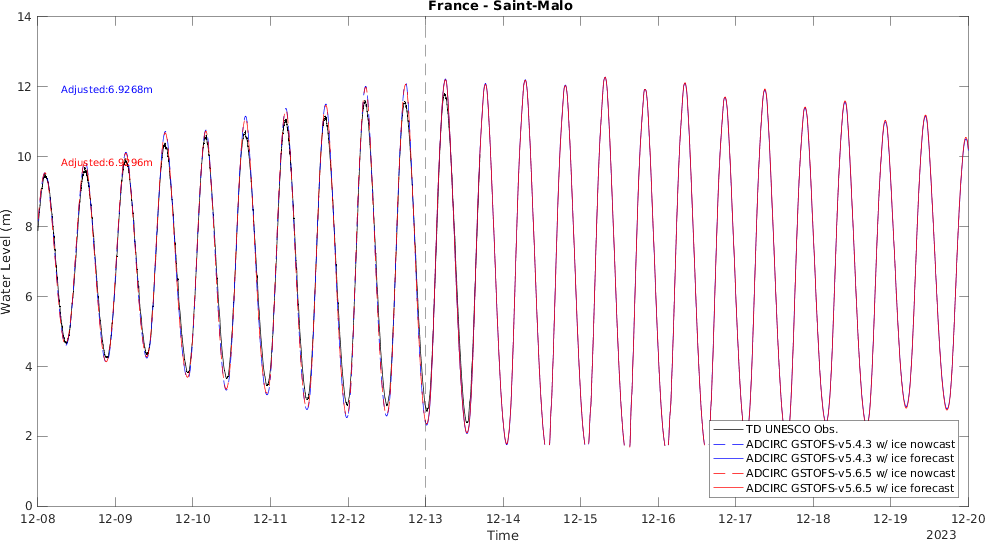 France - Saint-Malo
14
12
10
8
6
4
2
0
Water Level (m)
Adjusted:6.9268m
Adjusted:6.9296m
TD UNESCO Obs.
ADCIRC GSTOFS-v5.4.3 w/ ice nowcast
ADCIRC GSTOFS-v5.4.3 w/ ice forecast
ADCIRC GSTOFS-v5.6.5 w/ ice nowcast
ADCIRC GSTOFS-v5.6.5 w/ ice forecast
12-08 12-09 12-10 12-11 12-12 12-13 12-14 12-15 12-16 12-17 12-18 12-19 12-20
Time
2023